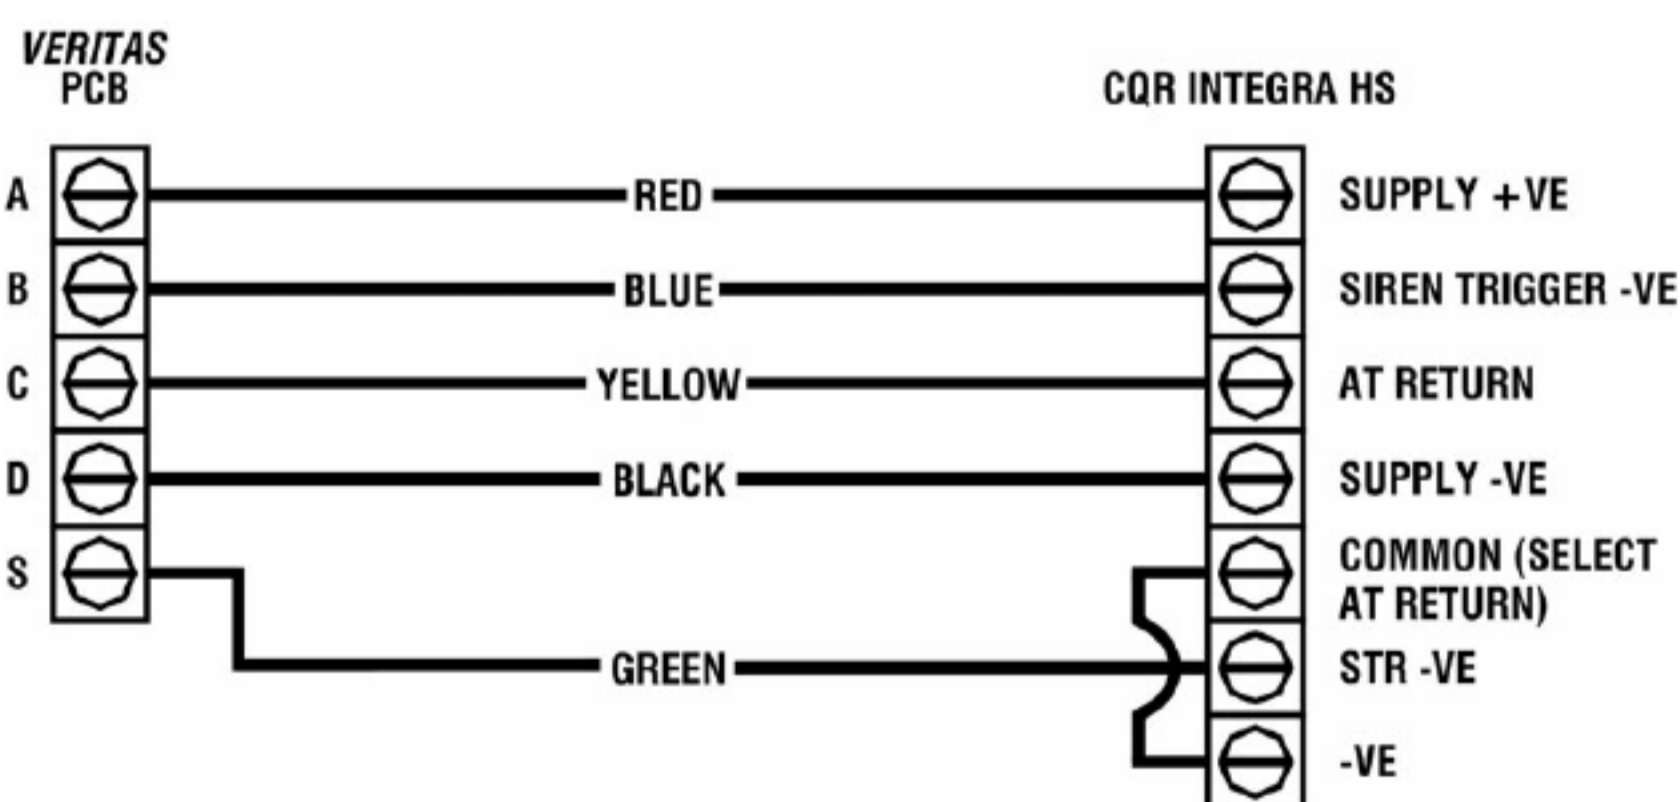 VERITAS
PCB
CQR INTEGRA HS
A RED SUPPLY +VE
B BLUE SIREN TRIGGER -VE
C YELLOW AT RETURN
D BLACK SUPPLY -VE
S COMMON (SELECT
AT RETURN)
GREEN STR -VE
-VE